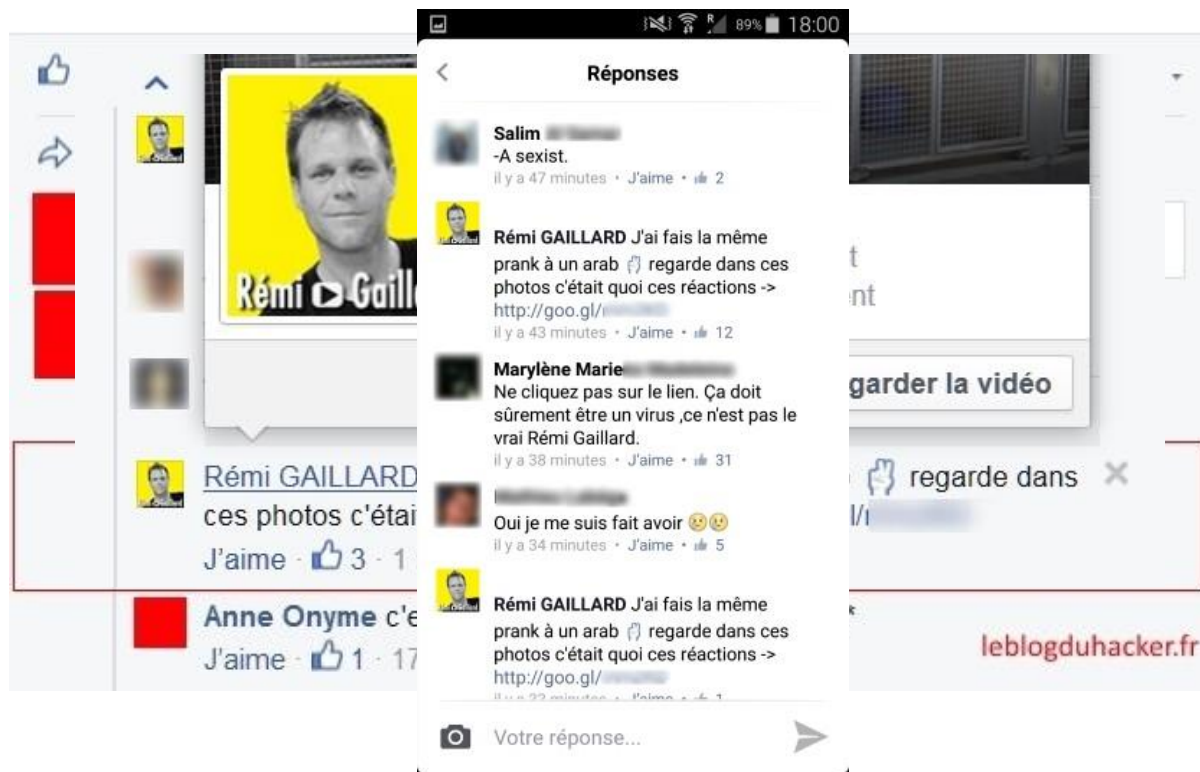 89% 18:00
Réponses
Salim
-A sexist.
il y a 47 minutes • J'aime • 2
Rémi GAILLARD J'ai fais la même
prank à un arab regarde dans ces
photos c'était quoi ces réactions ->
http://goo.gl/
il y a 43 minutes • J'aime • 12
Marylène Marie
Ne cliquez pas sur le lien. Ça doit
sûrement être un virus ,ce n'est pas le
vrai Rémi Gaillard.
il y a 38 minutes • J'aime • 31
Oui je me suis fait avoir 😢😢
il y a 34 minutes • J'aime • 5
Rémi GAILLARD J'ai fais la même
prank à un arab regarde dans ces
photos c'était quoi ces réactions ->
http://goo.gl/
Votre réponse...
Rémi Gaill
garder la vidéo
Rémi GAILLARD regarde dans
ces photos c'étai
J'aime · 3 · 1
Anne Onyme c'e
J'aime · 1 · 17
leblogduhacker.fr